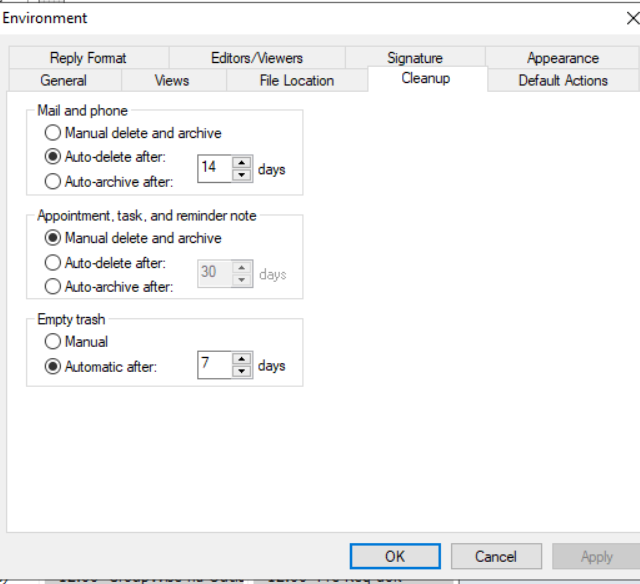 Environment
Reply Format Editors/Viewers Signature Appearance
General Views File Location Cleanup Default Actions
Mail and phone
Manual delete and archive
Auto-delete after: 14 days
Auto-archive after:
Appointment, task, and reminder note
Manual delete and archive
Auto-delete after: 30 days
Auto-archive after:
Empty trash
Manual
Automatic after: 7 days
OK Cancel Apply